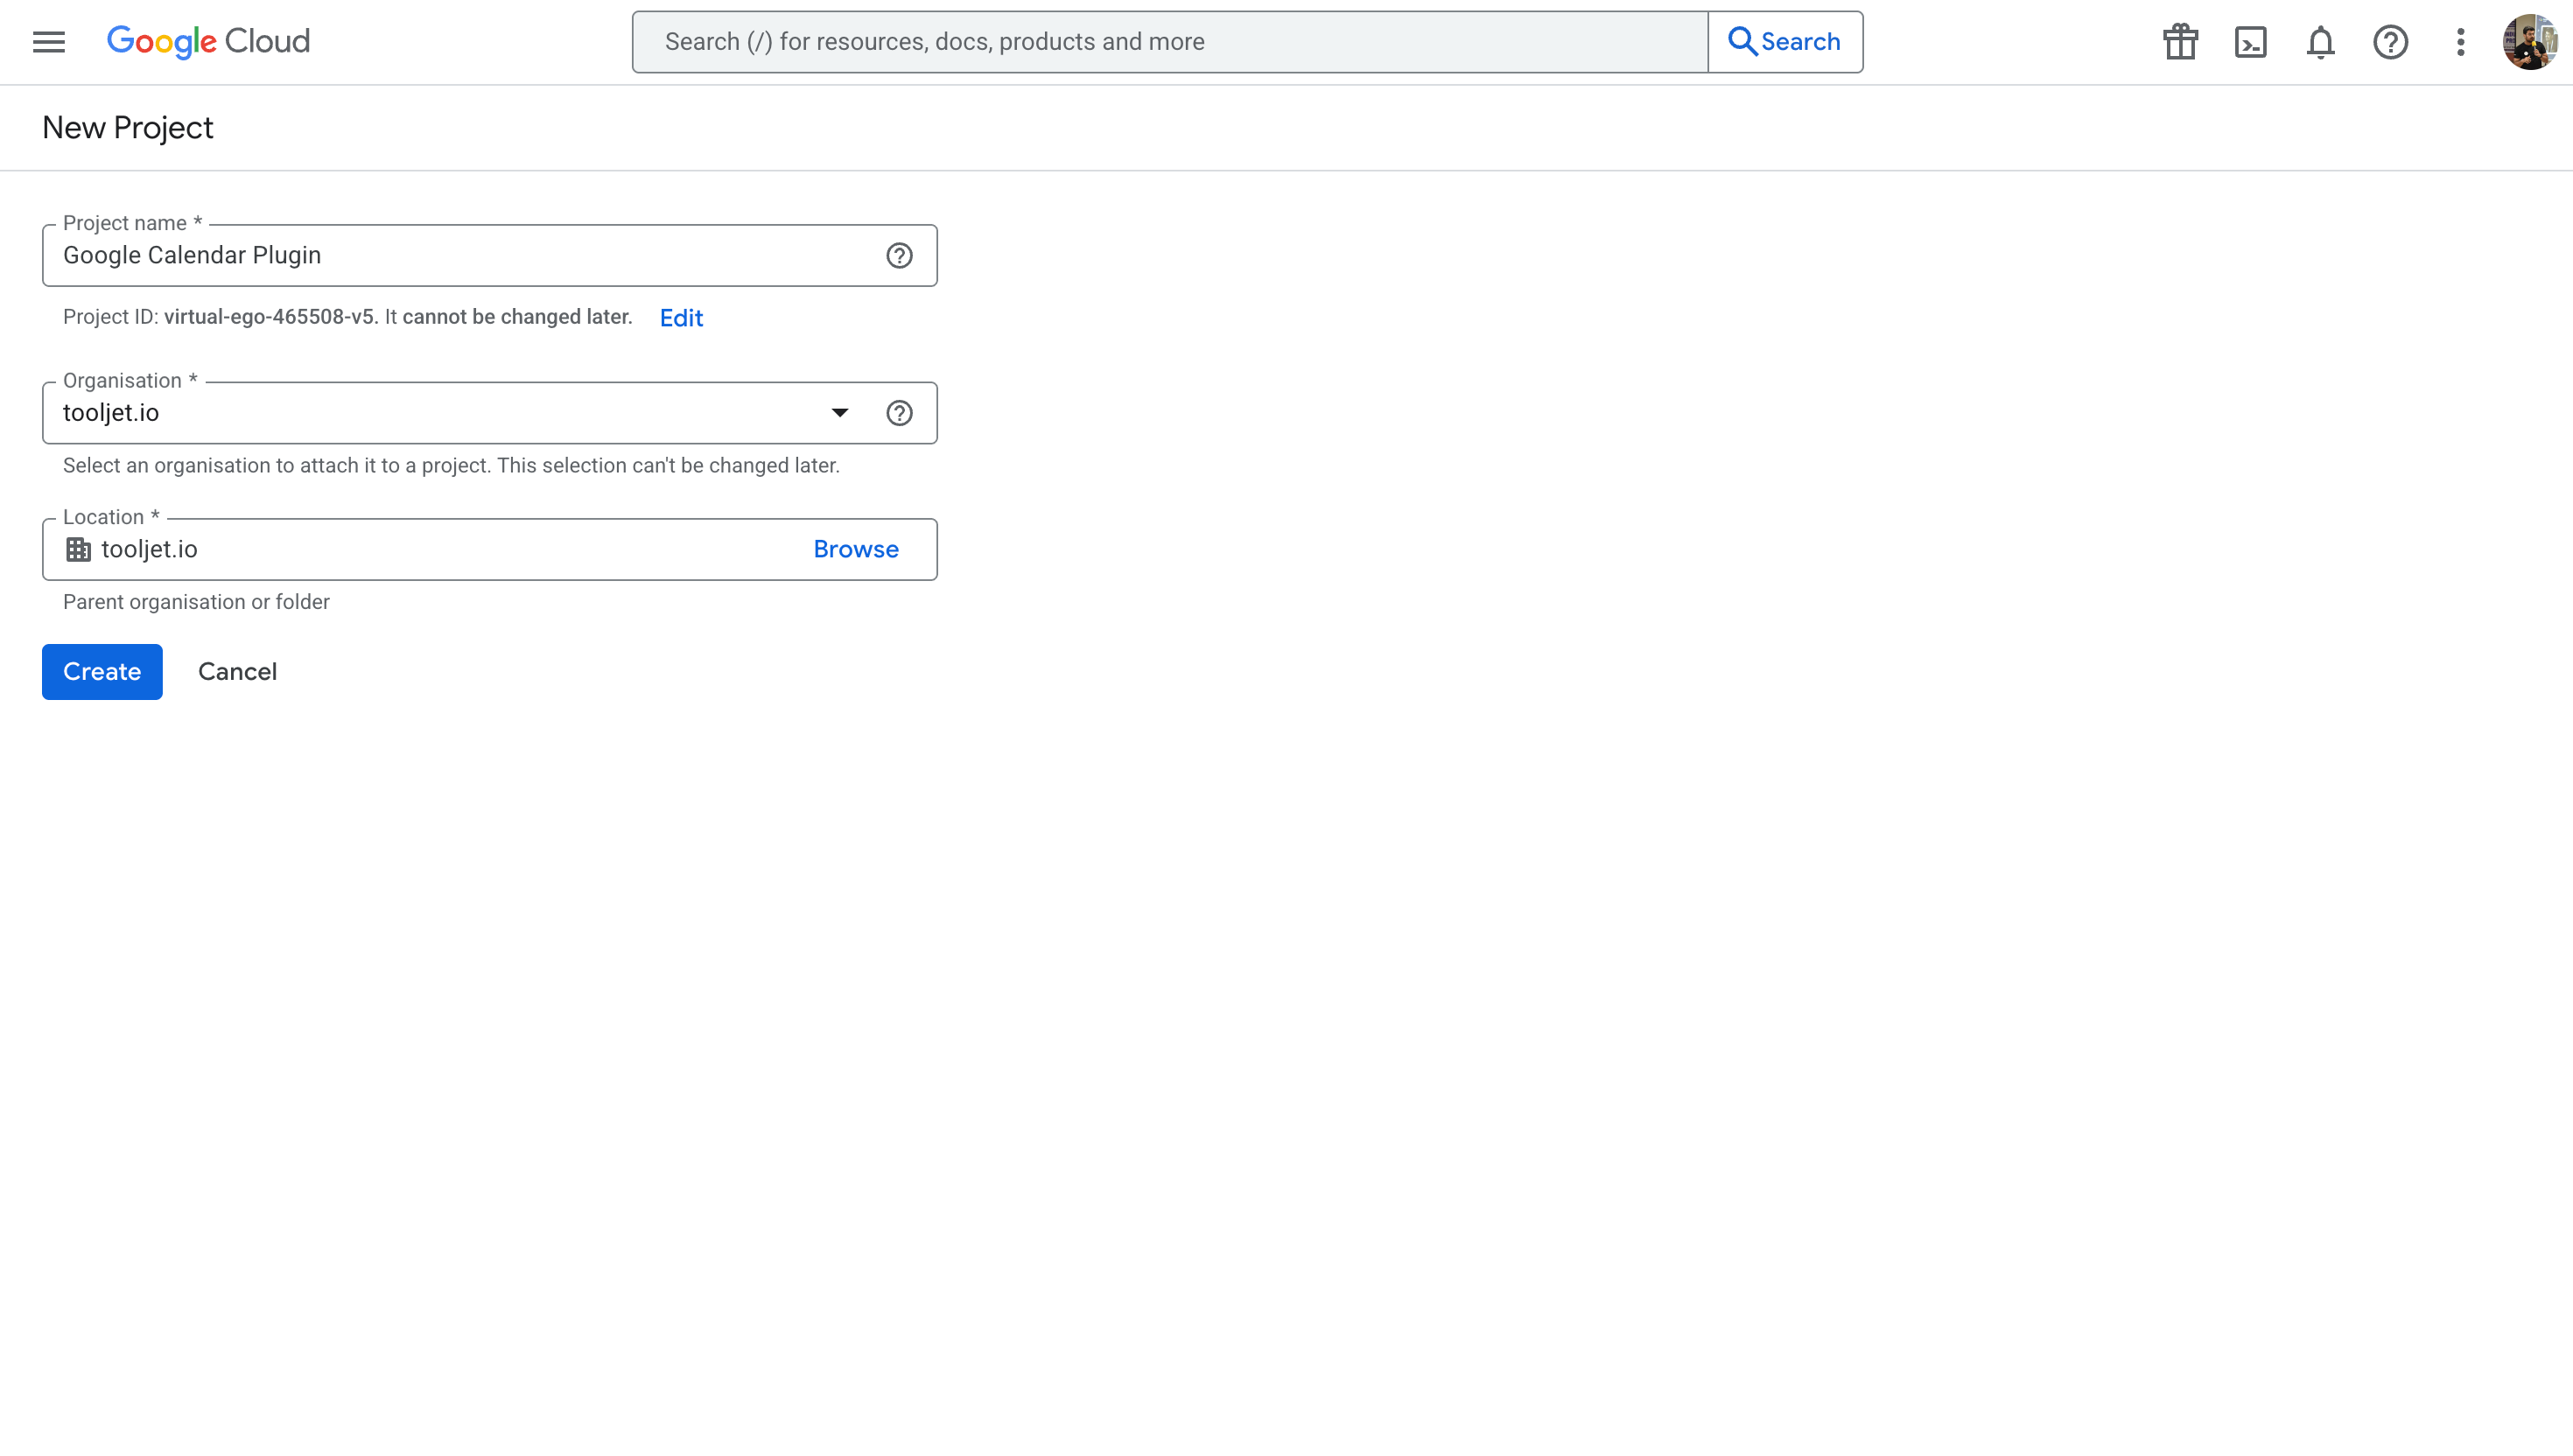 Google Cloud
Search (/) for resources, docs, products and more
Search
New Project
Project name *
Google Calendar Plugin
Project ID: virtual-ego-465508-v5. It cannot be changed later. Edit
Organisation *
tooljet.io
Select an organisation to attach it to a project. This selection can't be changed later.
Location *
tooljet.io
Browse
Parent organisation or folder
Create
Cancel